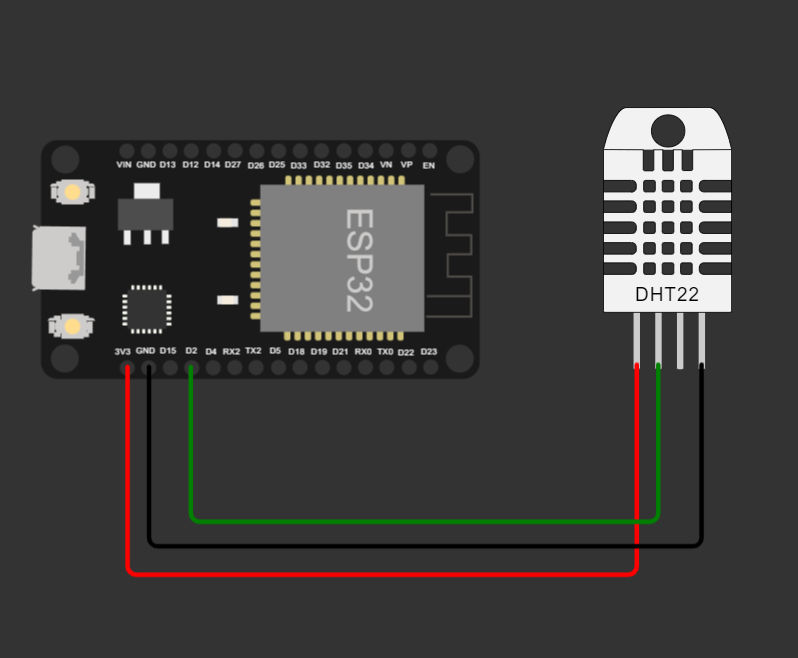 VIN GND D13 D12 D14 D27 D26 D25 D33 D32 D35 D34 VN VP EN
ESP32
DHT22
3V3 GND D15 D2 D4 RX2 TX2 D5 D18 D19 D21 RX0 TX0 D22 D23